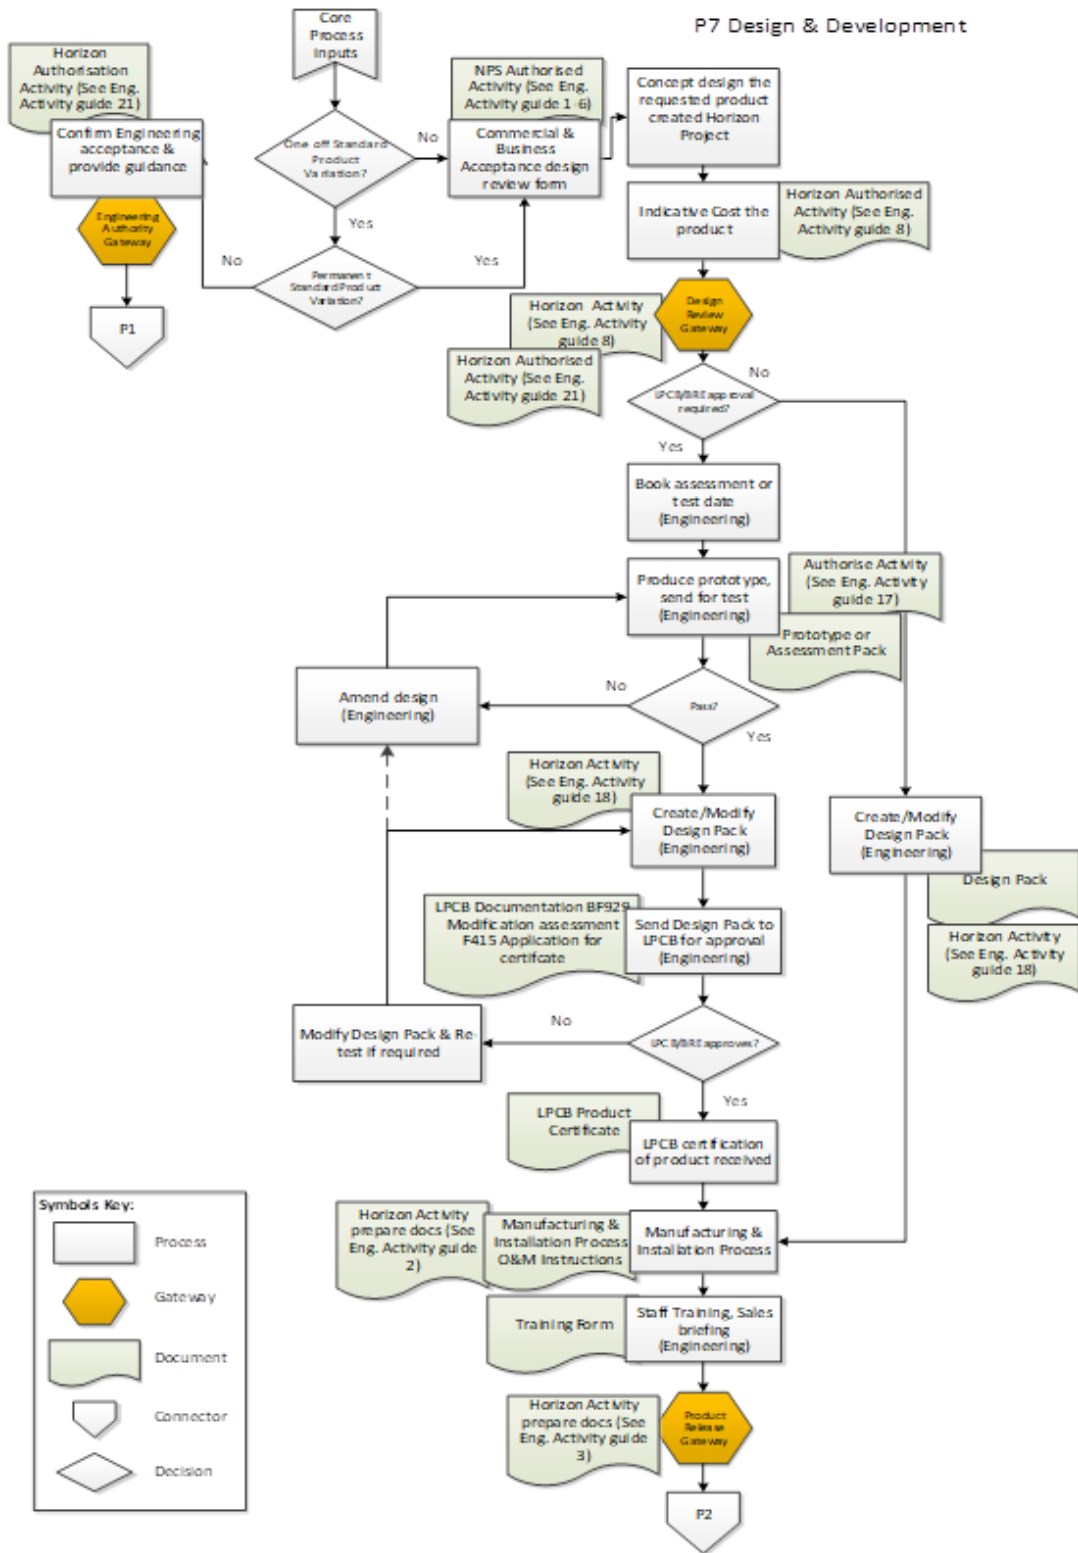 P7 Design & Development
Core
Process
Inputs
Horizon
Authorisation
Activity (See Eng.
Activity guide 21)
Confirm Engineering
acceptance &
provide guidance
Engineering
Authority
Gateway
P1
One off Standard
Product
Variation?
No
Yes
Permanent
Standard Product
Variation?
No
Yes
NPS Authorised
Activity (See Eng.
Activity guide 1-6)
Commercial &
Business
Acceptance design
review form
Concept design the
requested product
created Horizon
Project
Indicative Cost the
product
Horizon Authorised
Activity (See Eng.
Activity guide 8)
Design
Review
Gateway
Horizon Activity
(See Eng. Activity
guide 8)
Horizon Authorised
Activity (See Eng.
Activity guide 21)
LPCB/BRE approval
required?
No
Yes
Book assessment or
test date
(Engineering)
Produce prototype,
send for test
(Engineering)
Authorise Activity
(See Eng. Activity
guide 17)
Prototype or
Assessment Pack
Pass?
No
Yes
Amend design
(Engineering)
Horizon Activity
(See Eng. Activity
guide 18)
Create/Modify
Design Pack
(Engineering)
Create/Modify
Design Pack
(Engineering)
Design Pack
Horizon Activity
(See Eng. Activity
guide 18)
LPCB Documentation BF929
Modification assessment
F415 Application for
certifcate
Send Design Pack to
LPCB for approval
(Engineering)
LPCB/BRE approves?
No
Yes
Modify Design Pack & Re-
test if required
LPCB Product
Certificate
LPCB certification
of product received
Horizon Activity
prepare docs (See
Eng. Activity guide
2)
Manufacturing &
Installation Process
O&M Instructions
Manufacturing &
Installation Process
Training Form
Staff Training, Sales
briefing
(Engineering)
Horizon Activity
prepare docs (See
Eng. Activity guide
3)
Product
Release
Gateway
P2
Symbols Key:
Process
Gateway
Document
Connector
Decision